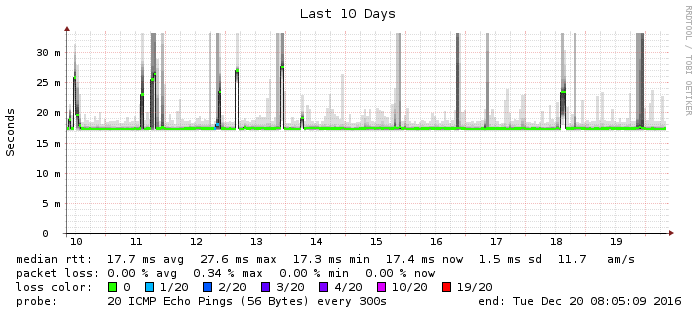 Last 10 Days
RRDTOOL / TOBI OETIKER
Seconds
30 m
25 m
20 m
15 m
10 m
5 m
0
10 11 12 13 14 15 16 17 18 19
median rtt: 17.7 ms avg 27.6 ms max 17.3 ms min 17.4 ms now 1.5 ms sd 11.7 am/s
packet loss: 0.00 % avg 0.34 % max 0.00 % min 0.00 % now
loss color: 0 1/20 2/20 3/20 4/20 10/20 19/20
probe: 20 ICMP Echo Pings (56 Bytes) every 300s end: Tue Dec 20 08:05:09 2016